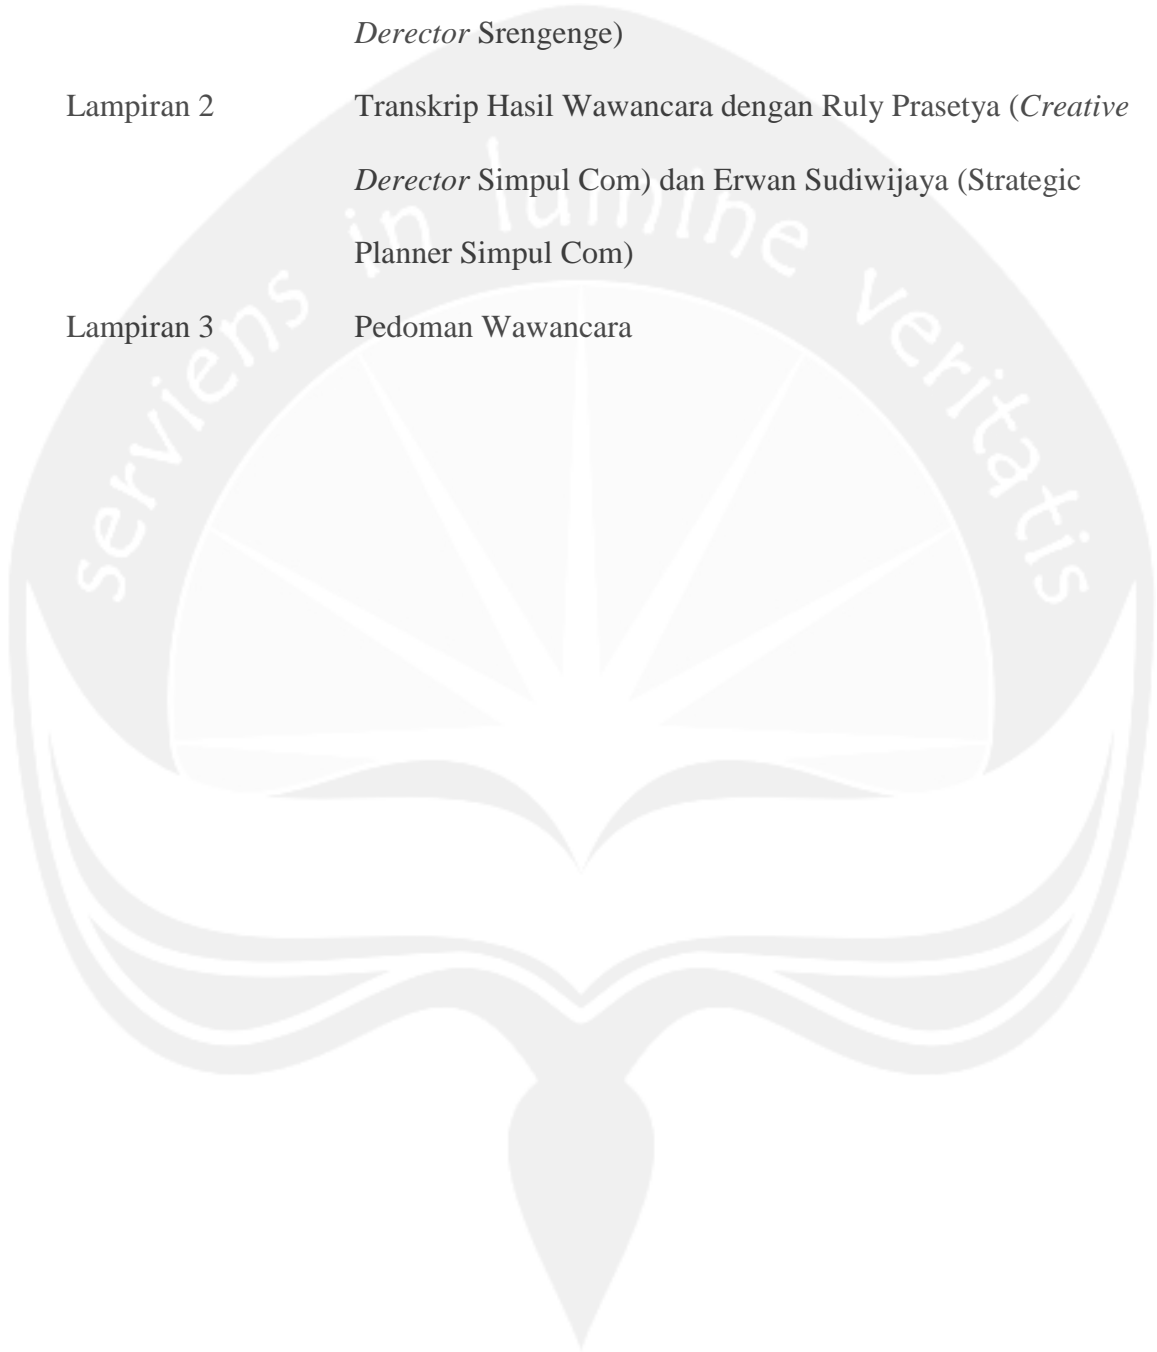 Derector Srengenge)
Lampiran 2 Transkrip Hasil Wawancara dengan Ruly Prasetya (Creative
Derector Simpul Com) dan Erwan Sudiwijaya (Strategic
Planner Simpul Com)
Lampiran 3 Pedoman Wawancara
serviens in lumine veritatis